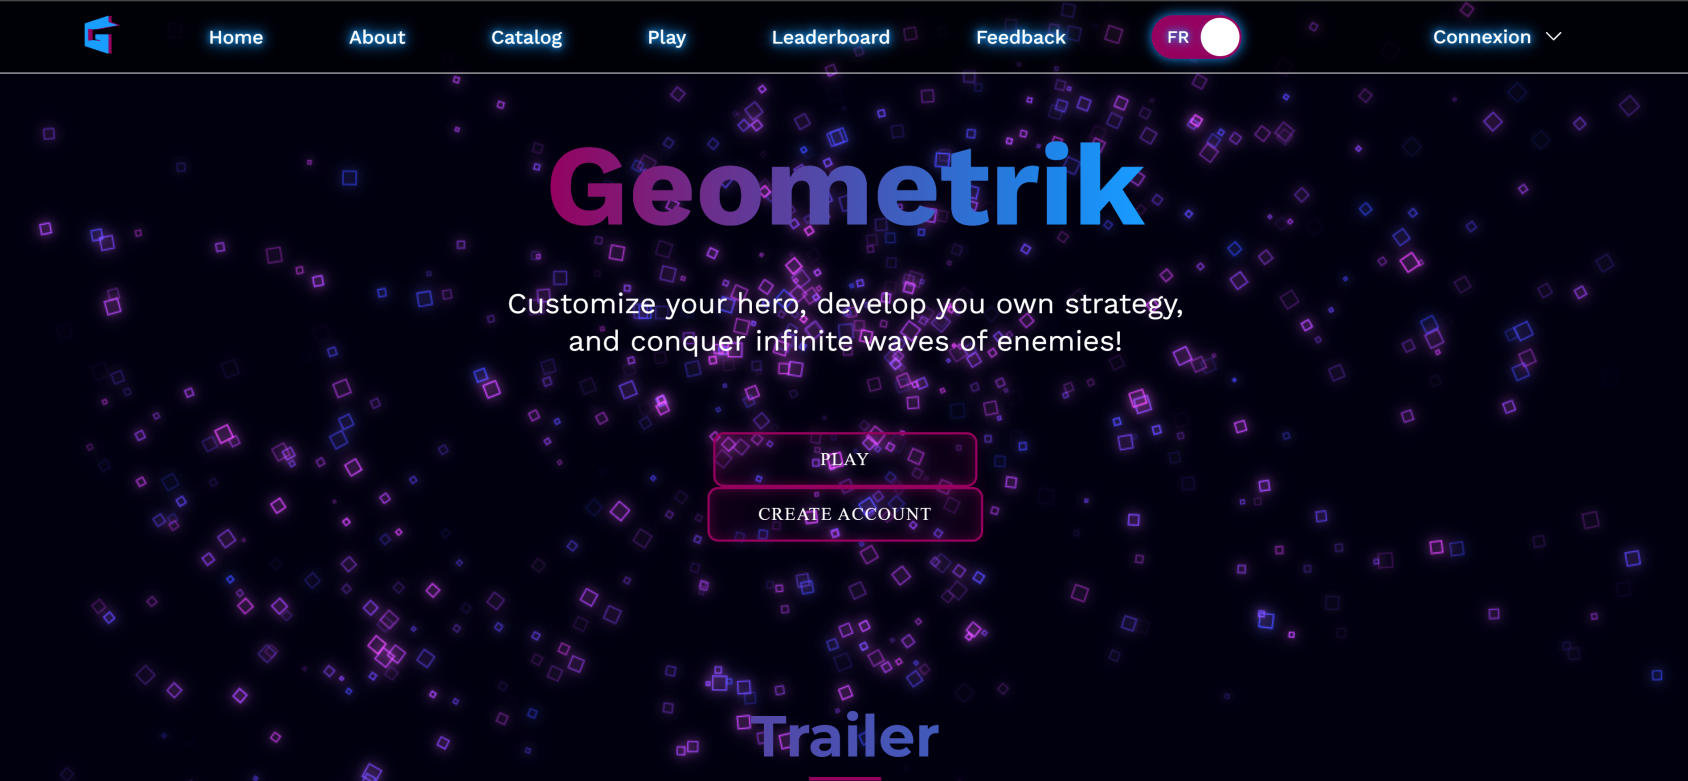 Home
About
Catalog
Play
Leaderboard
Feedback
FR
Connexion
Geometrik
Customize your hero, develop you own strategy,
and conquer infinite waves of enemies!
PLAY
CREATE ACCOUNT
Trailer